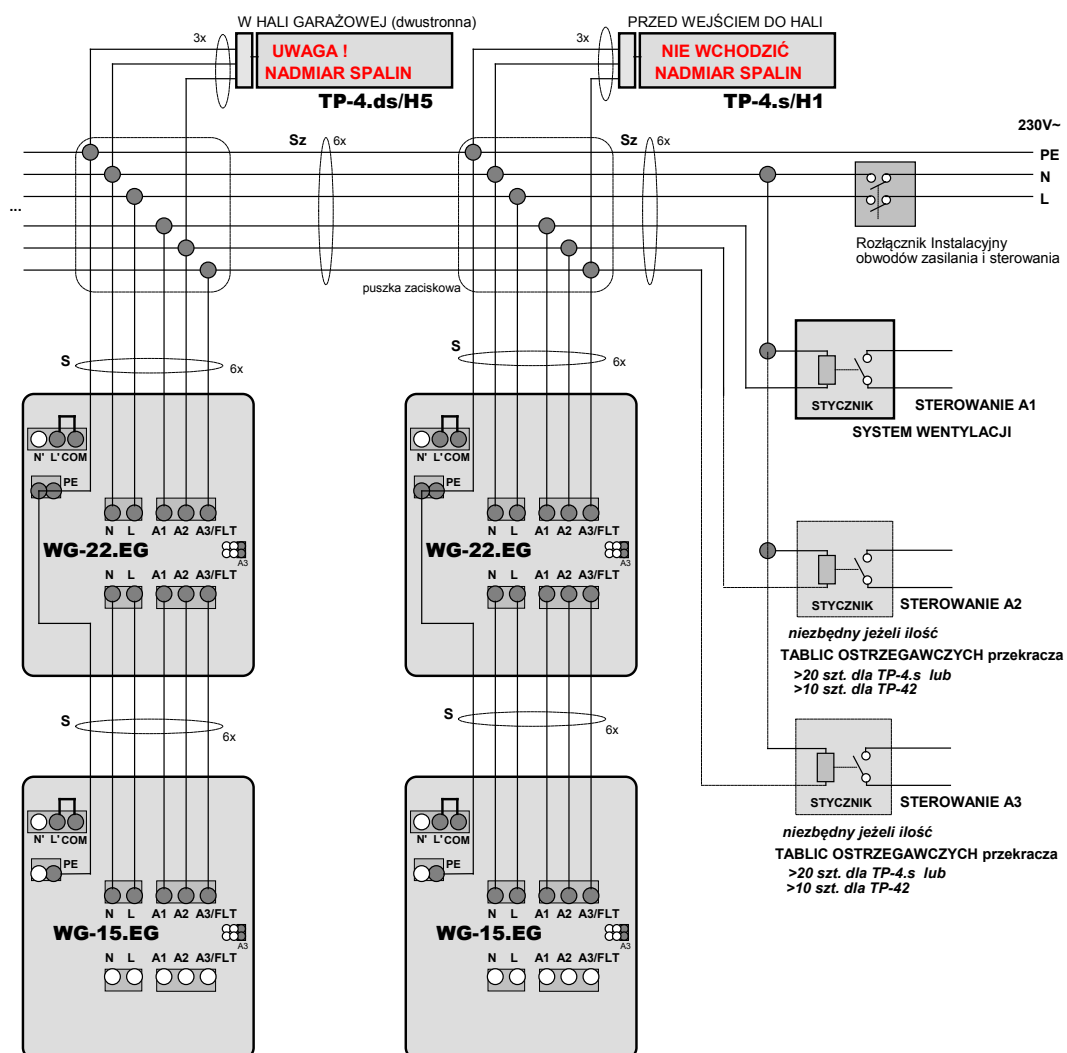 W HALI GARAŻOWEJ (dwustronna)
PRZED WEJŚCIEM DO HALI
3x
UWAGA !
NADMIAR SPALIN
TP-4.ds/H5
3x
NIE WCHODZIĆ
NADMIAR SPALIN
TP-4.s/H1
230V~
Sz
6x
Sz
6x
PE
N
L
...
Rozłącznik Instalacyjny
obwodów zasilania i sterowania
puszka zaciskowa
S
6x
S
6x
STYCZNIK
STEROWANIE A1
SYSTEM WENTYLACJI
N' L' COM
PE
N L A1 A2 A3/FLT
WG-22.EG
A3
N L A1 A2 A3/FLT
N' L' COM
PE
N L A1 A2 A3/FLT
WG-22.EG
A3
N L A1 A2 A3/FLT
STYCZNIK
STEROWANIE A2
niezbędny jeżeli ilość
TABLIC OSTRZEGAWCZYCH przekracza
>20 szt. dla TP-4.s lub
>10 szt. dla TP-42
S
6x
S
6x
STYCZNIK
STEROWANIE A3
niezbędny jeżeli ilość
TABLIC OSTRZEGAWCZYCH przekracza
>20 szt. dla TP-4.s lub
>10 szt. dla TP-42
N' L' COM
PE
N L A1 A2 A3/FLT
WG-15.EG
A3
N L A1 A2 A3/FLT
N' L' COM
PE
N L A1 A2 A3/FLT
WG-15.EG
A3
N L A1 A2 A3/FLT